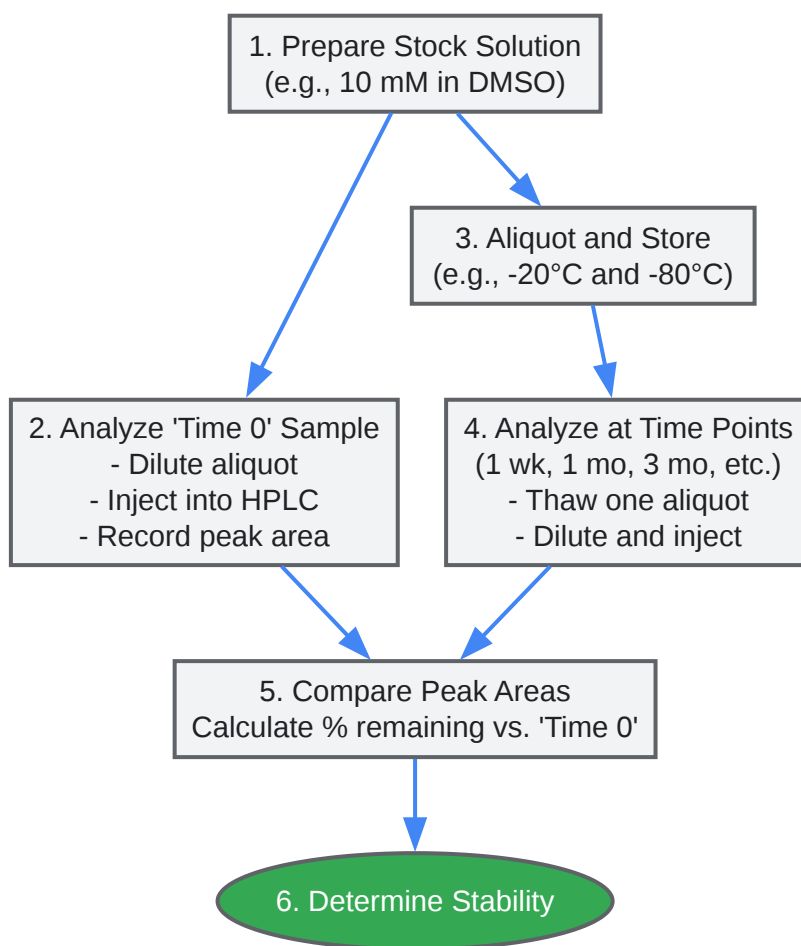 1. Prepare Stock Solution
(e.g., 10 mM in DMSO)
3. Aliquot and Store
(e.g., -20°C and -80°C)
2. Analyze 'Time 0' Sample
- Dilute aliquot
- Inject into HPLC
- Record peak area
4. Analyze at Time Points
(1 wk, 1 mo, 3 mo, etc.)
- Thaw one aliquot
- Dilute and inject
5. Compare Peak Areas
Calculate % remaining vs. 'Time 0'
6. Determine Stability